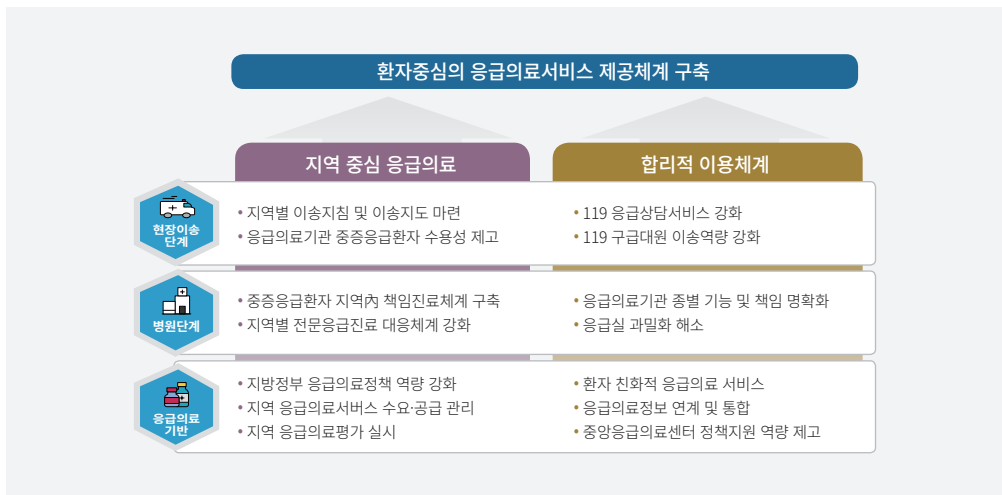 환자중심의 응급의료서비스 제공체계 구축
지역 중심 응급의료
합리적 이용체계
현장이송
단계
• 지역별 이송지침 및 이송지도 마련
• 응급의료기관 중증응급환자 수용성 제고
• 119 응급상담서비스 강화
• 119 구급대원 이송역량 강화
병원단계
• 중증응급환자 지역內 책임진료체계 구축
• 지역별 전문응급진료 대응체계 강화
• 응급의료기관 종별 기능 및 책임 명확화
• 응급실 과밀화 해소
응급의료
기반
• 지방정부 응급의료정책 역량 강화
• 지역 응급의료서버스 수요·공급 관리
• 지역 응급의료평가 실시
• 환자 친화적 응급의료 서비스
• 응급의료정보 연계 및 통합
• 중앙응급의료센터 정책지원 역량 제고